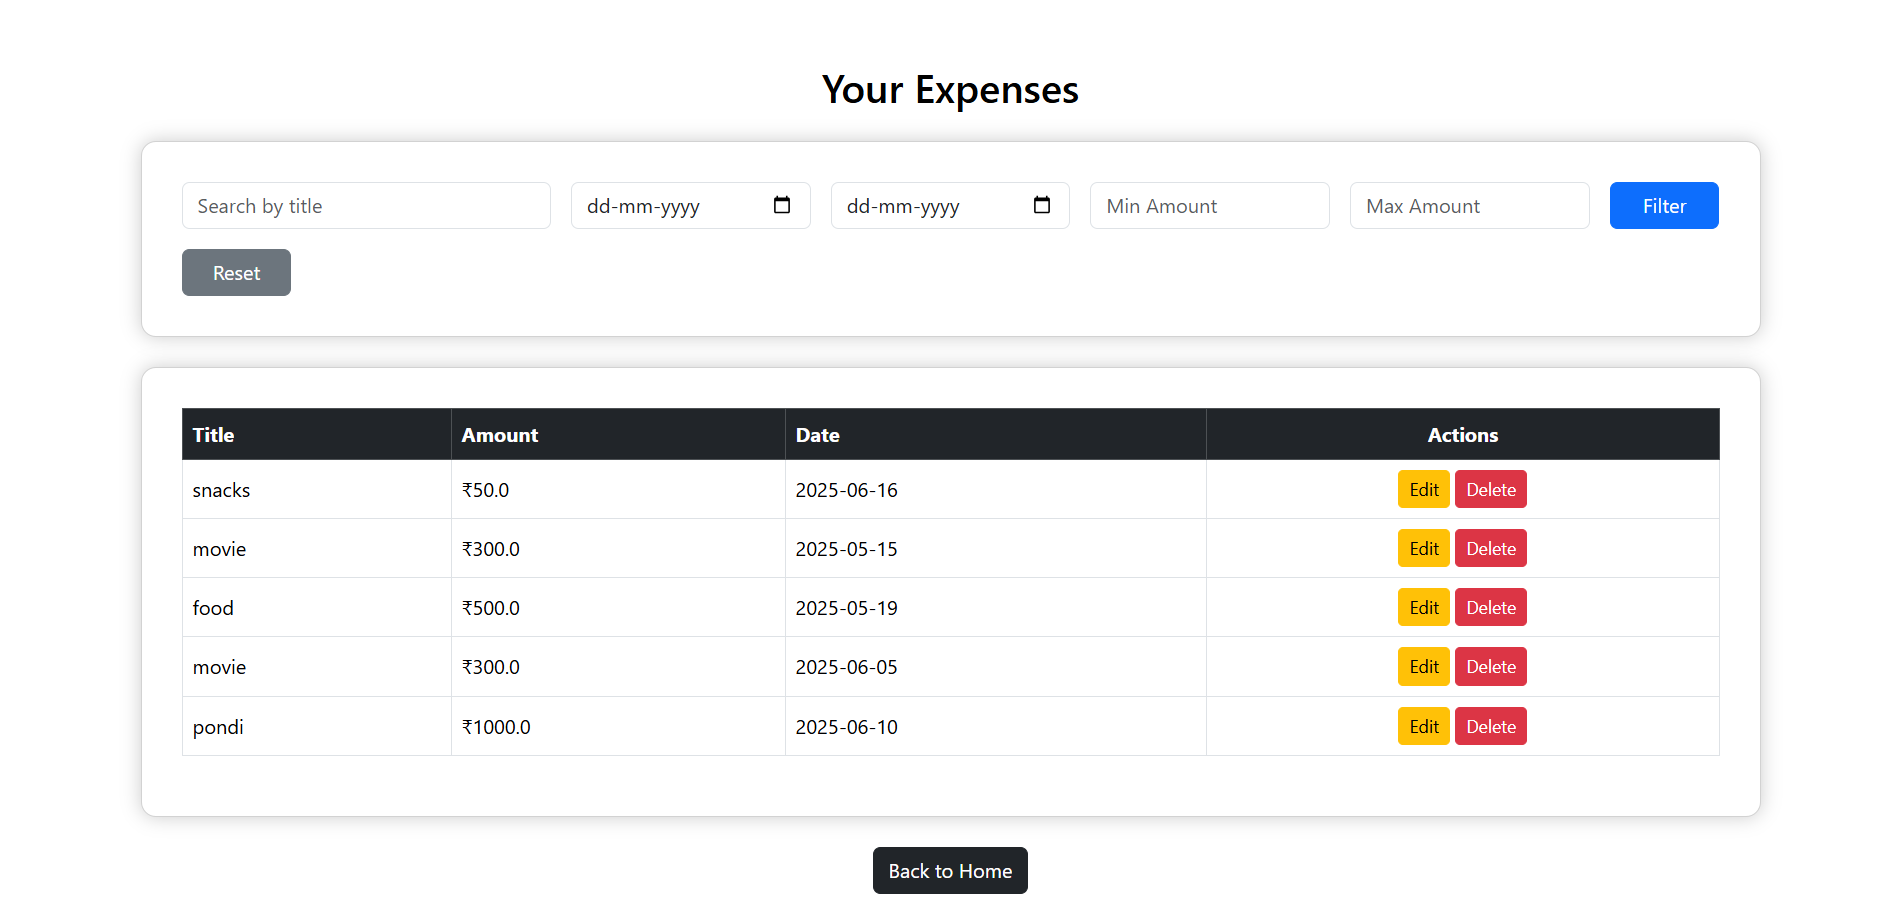 Your Expenses
Search by title dd-mm-yyyy dd-mm-yyyy Min Amount Max Amount Filter
Reset
Title Amount Date Actions
snacks ₹50.0 2025-06-16 Edit Delete
movie ₹300.0 2025-05-15 Edit Delete
food ₹500.0 2025-05-19 Edit Delete
movie ₹300.0 2025-06-05 Edit Delete
pondi ₹1000.0 2025-06-10 Edit Delete
Back to Home